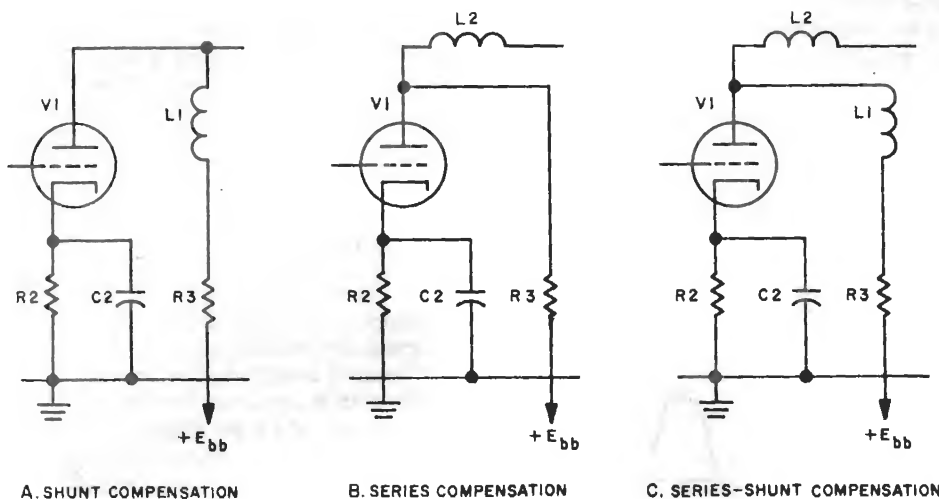 L2
L2
V1
L1
V1
V1
L1
R2
C2
R3
R2
C2
R3
R2
C2
R3
+Ebb
+Ebb
+Ebb
A. SHUNT COMPENSATION
B. SERIES COMPENSATION
C. SERIES-SHUNT COMPENSATION